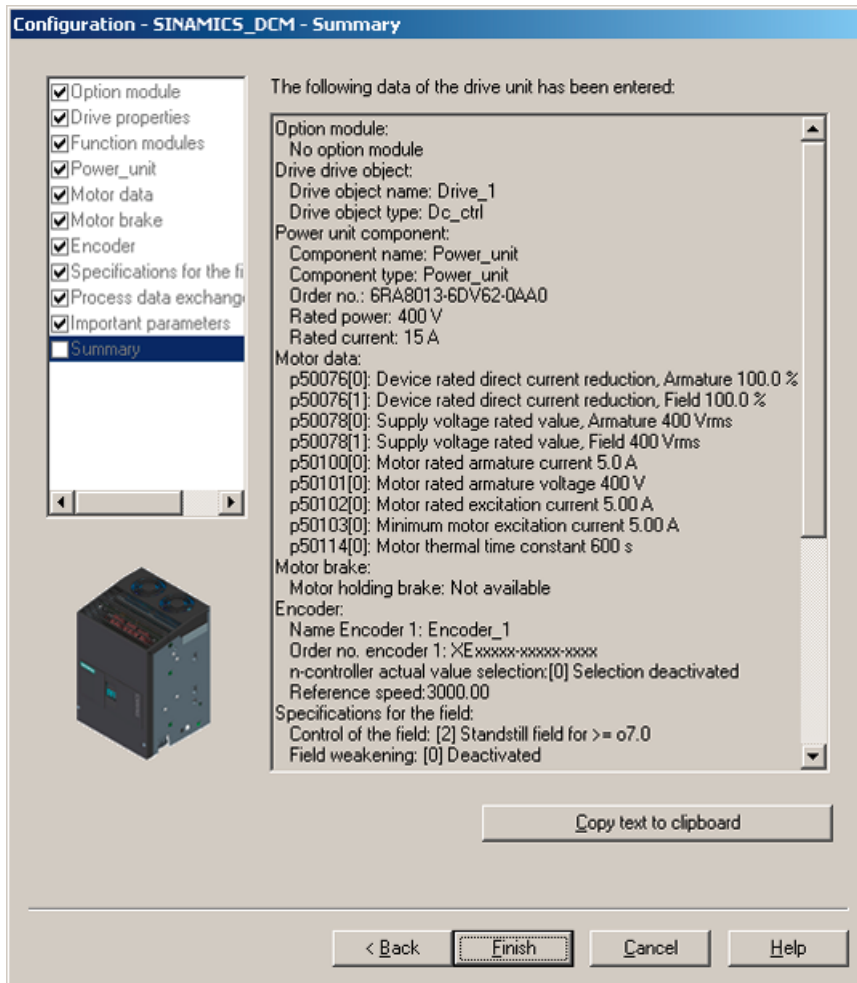 Configuration - SINAMICS_DCM - Summary
Option module
Drive properties
Function modules
Power_unit
Motor data
Motor brake
Encoder
Specifications for the fi
Process data exchange
Important parameters
Summary
The following data of the drive unit has been entered:
Option module:
No option module
Drive drive object:
Drive object name: Drive_1
Drive object type: Dc_ctrl
Power unit component:
Component name: Power_unit
Component type: Power_unit
Order no.: 6RA8013-6DV62-0AA0
Rated power: 400 V
Rated current: 15 A
Motor data:
p50076[0]: Device rated direct current reduction, Armature 100.0 %
p50076[1]: Device rated direct current reduction, Field 100.0 %
p50078[0]: Supply voltage rated value, Armature 400 Vrms
p50078[1]: Supply voltage rated value, Field 400 Vrms
p50100[0]: Motor rated armature current 5.0 A
p50101[0]: Motor rated armature voltage 400 V
p50102[0]: Motor rated excitation current 5.00 A
p50103[0]: Minimum motor excitation current 5.00 A
p50114[0]: Motor thermal time constant 600 s
Motor brake:
Motor holding brake: Not available
Encoder:
Name Encoder 1: Encoder_1
Order no. encoder 1: XExxxxx-xxxxx-xxxx
n-controller actual value selection:[0] Selection deactivated
Reference speed:3000.00
Specifications for the field:
Control of the field: [2] Standstill field for >= o7.0
Field weakening: [0] Deactivated
Copy text to clipboard
< Back
Finish
Cancel
Help